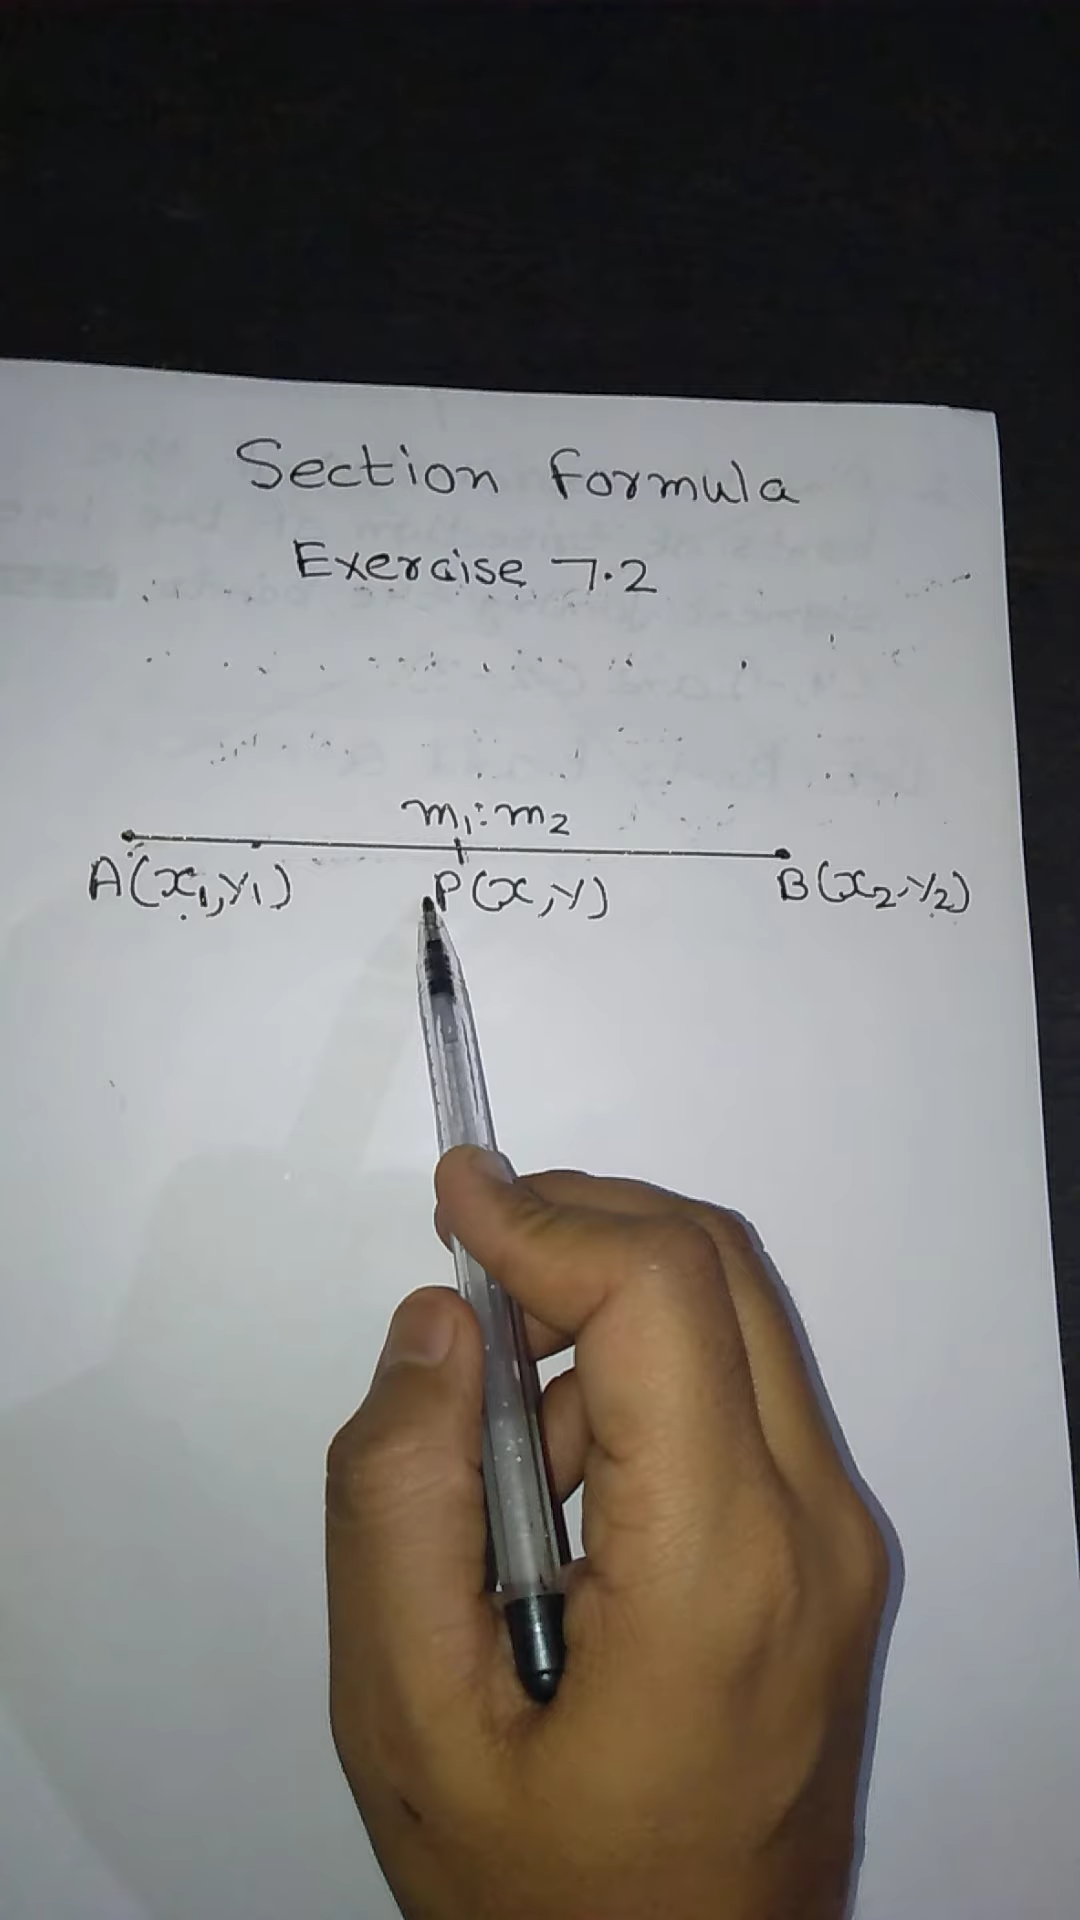 Section Formula
Exercise 7.2
m₁:m₂
A(x₁,y₁) P(x,y) B(x₂,y₂)